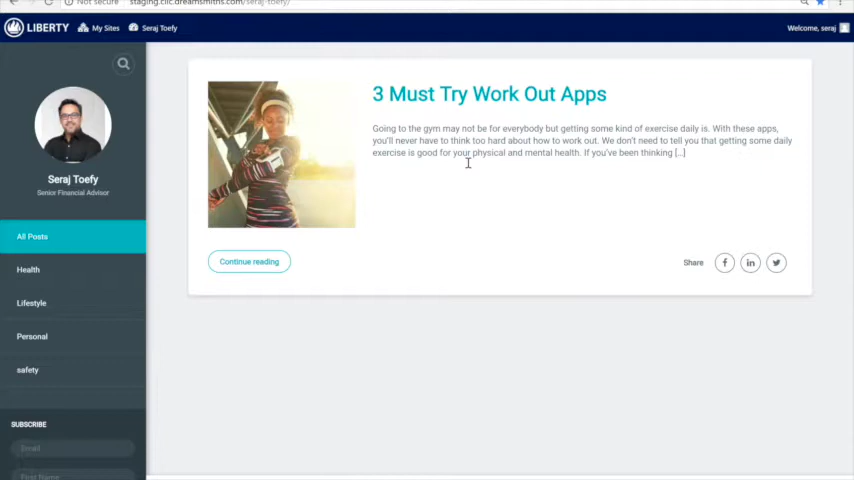 Not secure
staging.clic.dreamsmiths.com/seraj-toefy/
LIBERTY
My Sites
Seraj Toefy
Welcome, seraj
3 Must Try Work Out Apps
Going to the gym may not be for everybody but getting some kind of exercise daily is. With these apps,
you'll never have to think too hard about how to work out. We don't need to tell you that getting some daily
exercise is good for your physical and mental health. If you've been thinking [...]
Continue reading
Share
Seraj Toefy
Senior Financial Advisor
All Posts
Health
Lifestyle
Personal
safety
SUBSCRIBE
Email
First Name